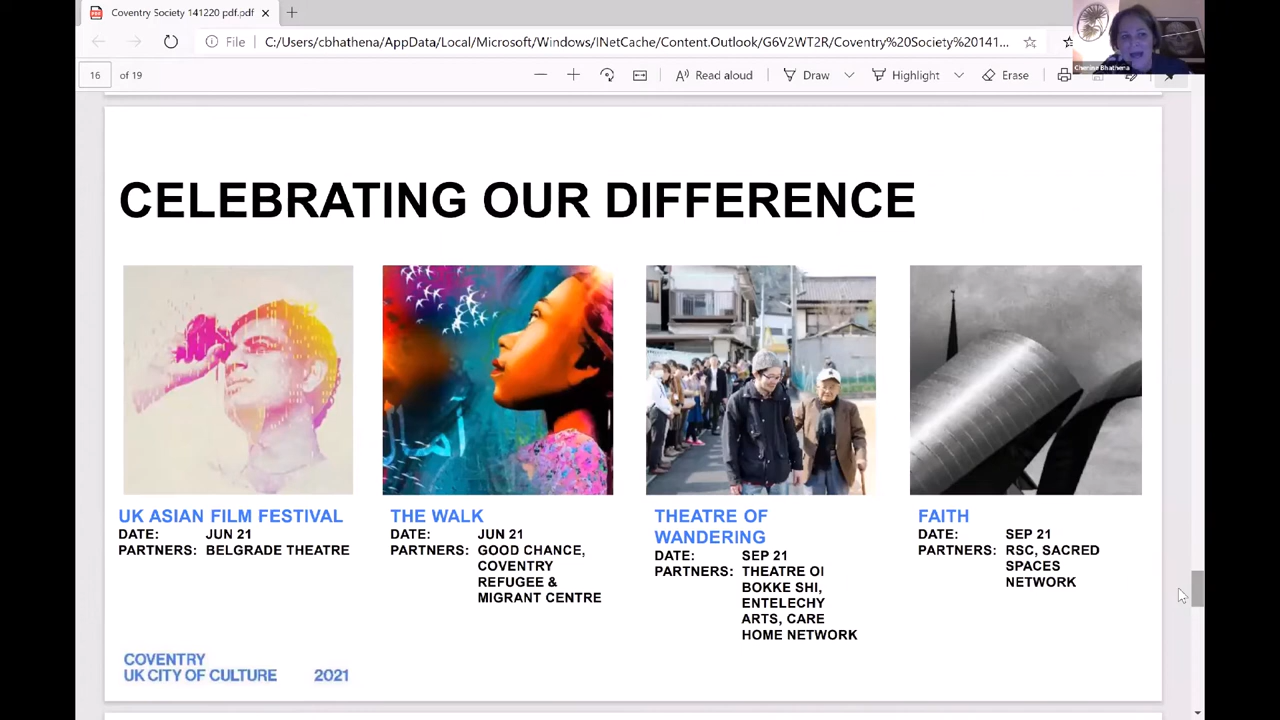 Coventry Society 141220 pdf.pdf
File
C:/Users/cbhathena/AppData/Local/Microsoft/Windows/INetCache/Content.Outlook/G6V2WT2R/Coventry%20Society%20141...
Chenine Bhathena
16 of 19
Read aloud
Draw
Highlight
Erase
CELEBRATING OUR DIFFERENCE
UK ASIAN FILM FESTIVAL
DATE: JUN 21
PARTNERS: BELGRADE THEATRE
THE WALK
DATE: JUN 21
PARTNERS: GOOD CHANCE,
COVENTRY
REFUGEE &
MIGRANT CENTRE
THEATRE OF
WANDERING
DATE: SEP 21
PARTNERS: THEATRE OI
BOKKE SHI,
ENTELECHY
ARTS, CARE
HOME NETWORK
FAITH
DATE: SEP 21
PARTNERS: RSC, SACRED
SPACES
NETWORK
COVENTRY
UK CITY OF CULTURE 2021